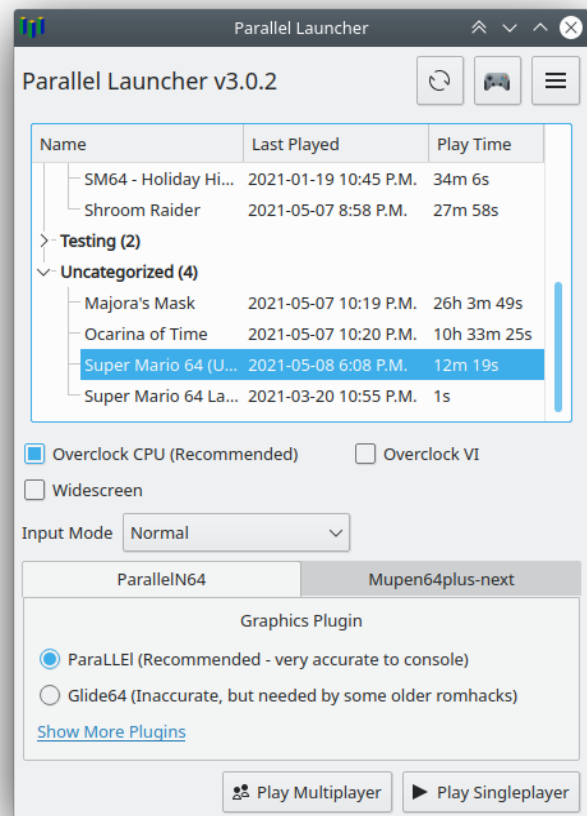 Parallel Launcher
Parallel Launcher v3.0.2
Name Last Played Play Time
SM64 - Holiday Hi... 2021-01-19 10:45 P.M. 34m 6s
Shroom Raider 2021-05-07 8:58 P.M. 27m 58s
Testing (2)
Uncategorized (4)
Majora's Mask 2021-05-07 10:19 P.M. 26h 3m 49s
Ocarina of Time 2021-05-07 10:20 P.M. 10h 33m 25s
Super Mario 64 (U... 2021-05-08 6:08 P.M. 12m 19s
Super Mario 64 La... 2021-03-20 10:55 P.M. 1s
Overclock CPU (Recommended) Overclock VI
Widescreen
Input Mode Normal
ParallelN64 Mupen64plus-next
Graphics Plugin
ParaLLEl (Recommended - very accurate to console)
Glide64 (Inaccurate, but needed by some older romhacks)
Show More Plugins
Play Multiplayer Play Singleplayer